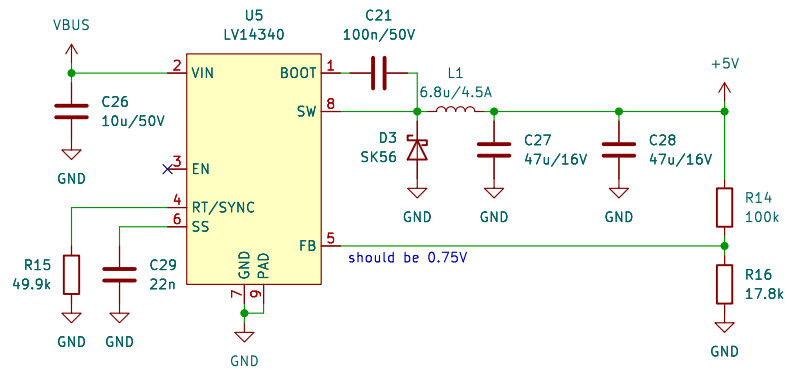 VBUS
U5
LV14340
C21
100n/50V
L1
6.8u/4.5A
+5V
2
VIN
BOOT
1
SW
8
C26
10u/50V
GND
D3
SK56
GND
C27
47u/16V
GND
C28
47u/16V
GND
3
EN
4
RT/SYNC
6
SS
FB
5
should be 0.75V
R14
100k
R15
49.9k
GND
C29
22n
GND
GND
PAD
7
9
GND
R16
17.8k
GND